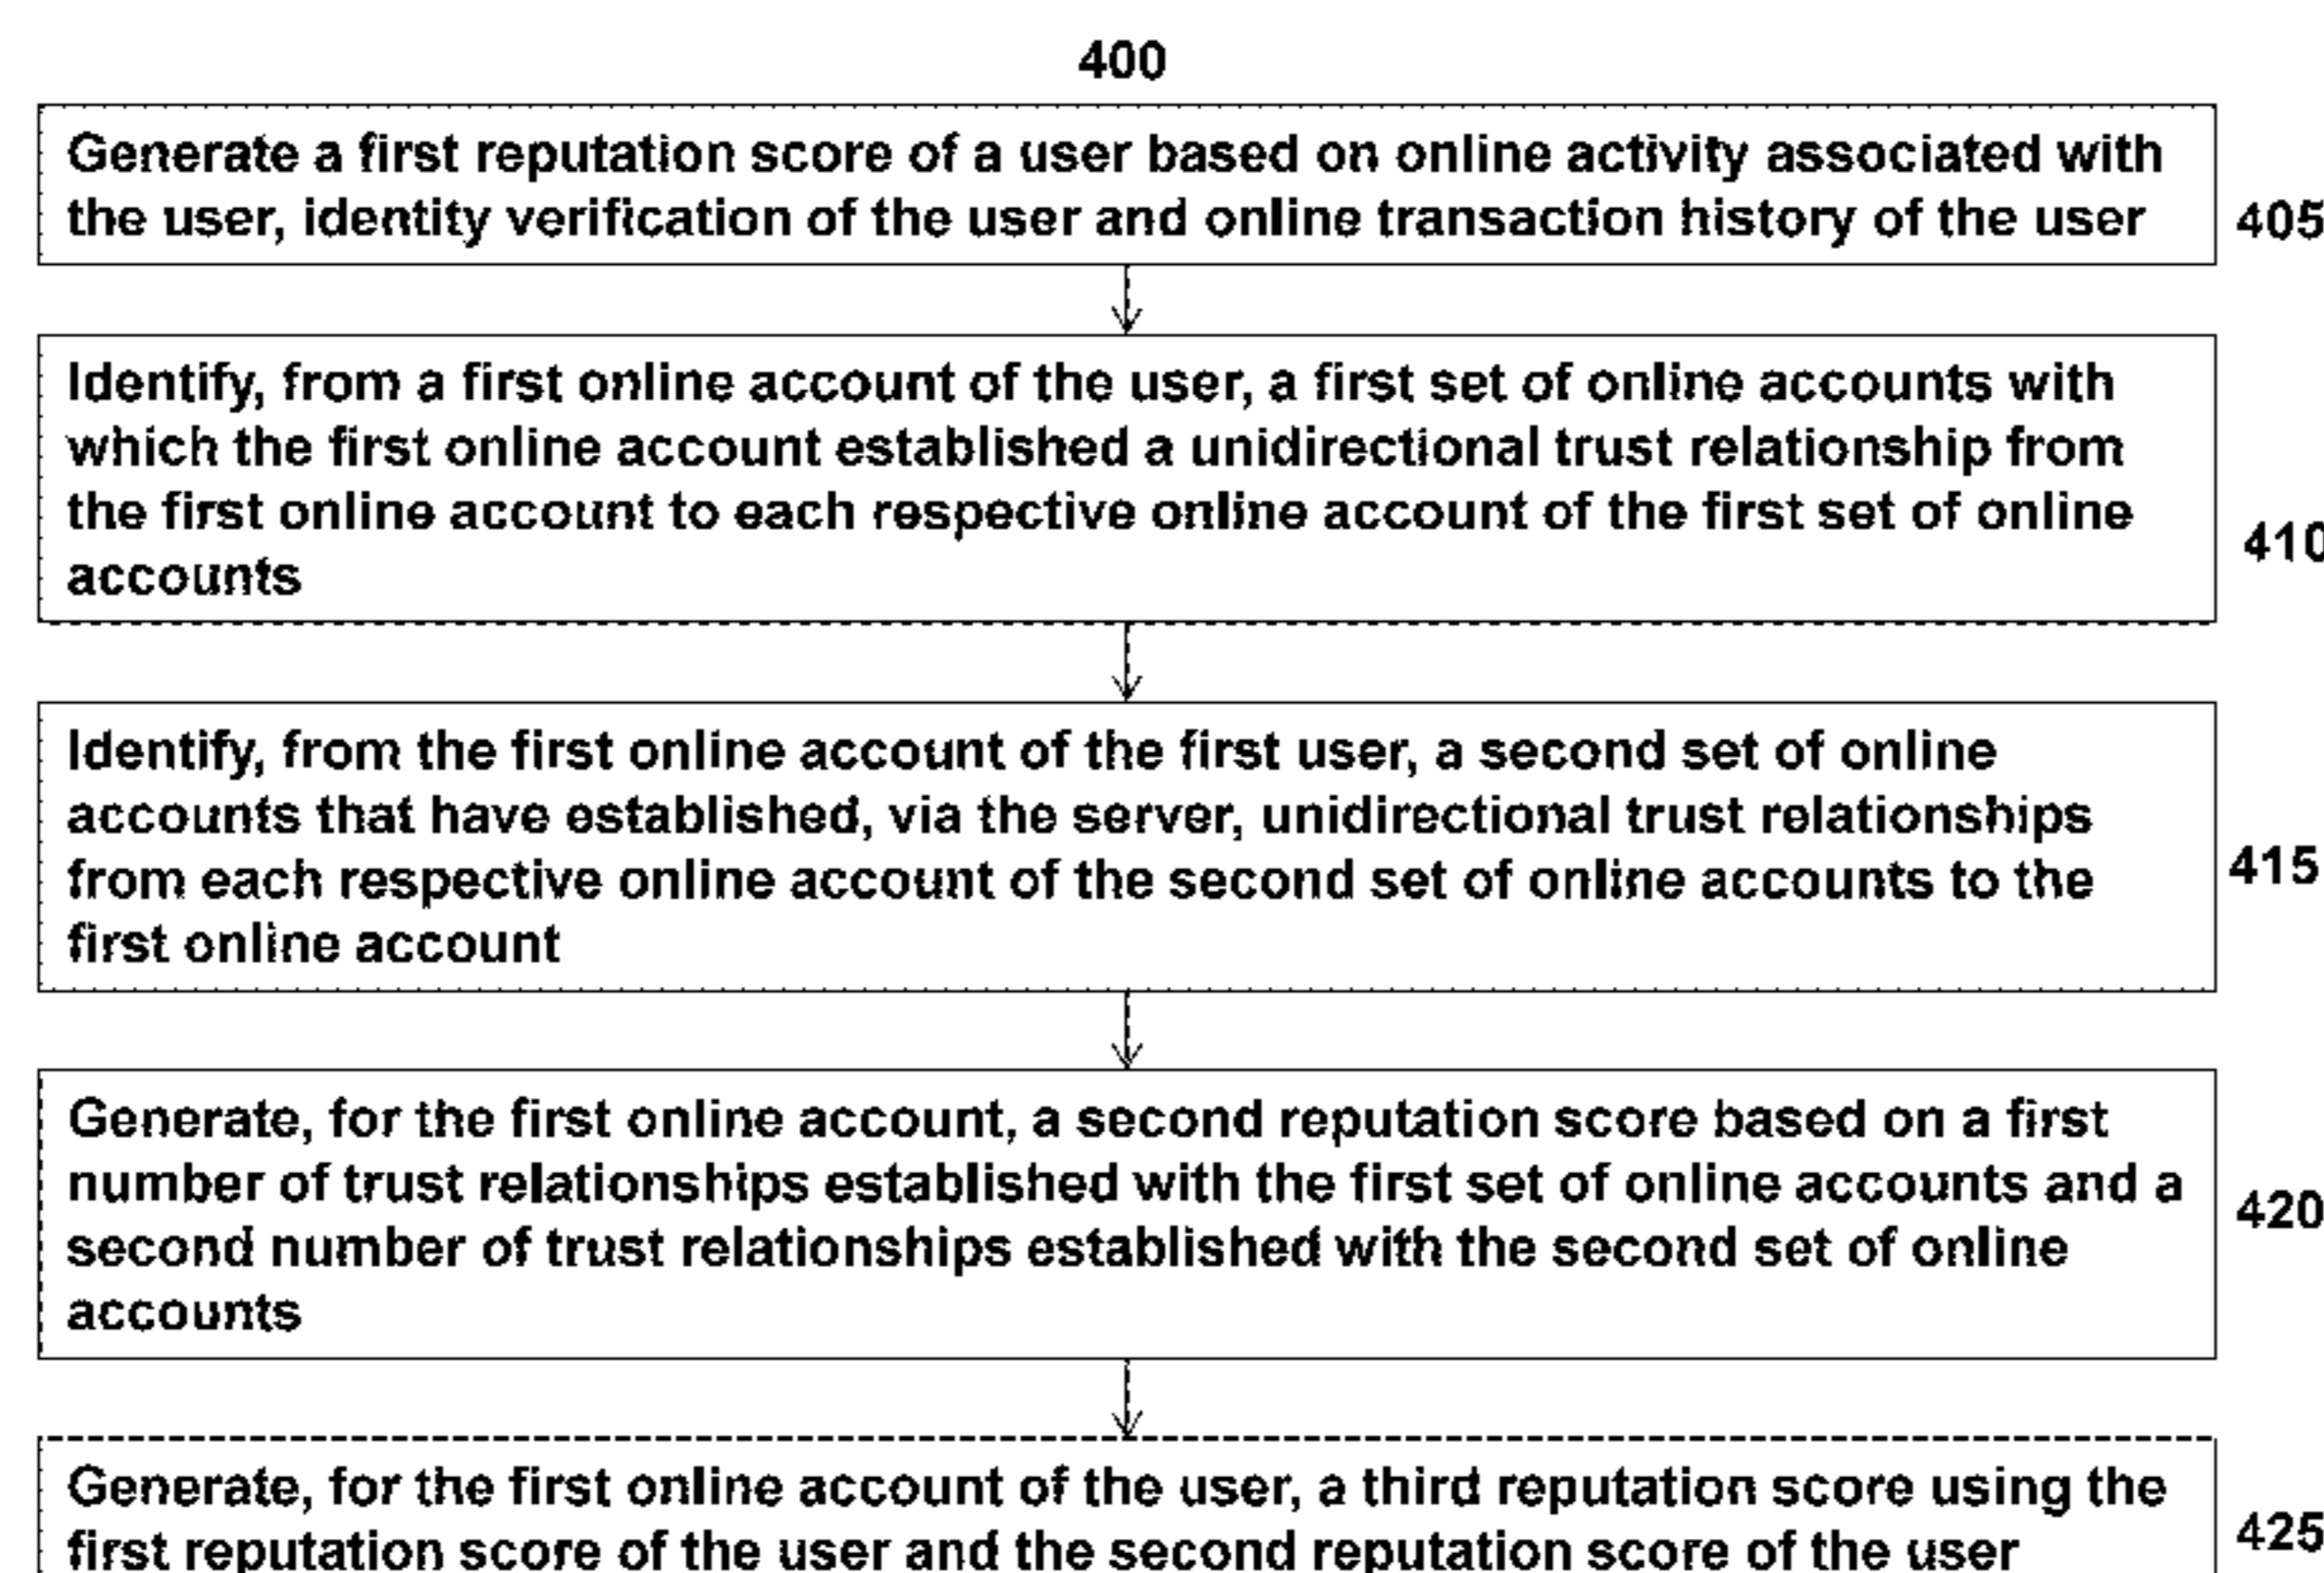 400
Generate a first reputation score of a user based on online activity associated with
the user, identity verification of the user and online transaction history of the user
405
Identify, from a first online account of the user, a first set of online accounts with
which the first online account established a unidirectional trust relationship from
the first online account to each respective online account of the first set of online
accounts
410
Identify, from the first online account of the first user, a second set of online
accounts that have established, via the server, unidirectional trust relationships
from each respective online account of the second set of online accounts to the
first online account
415
Generate, for the first online account, a second reputation score based on a first
number of trust relationships established with the first set of online accounts and a
second number of trust relationships established with the second set of online
accounts
420
Generate, for the first online account of the user, a third reputation score using the
first reputation score of the user and the second reputation score of the user
425